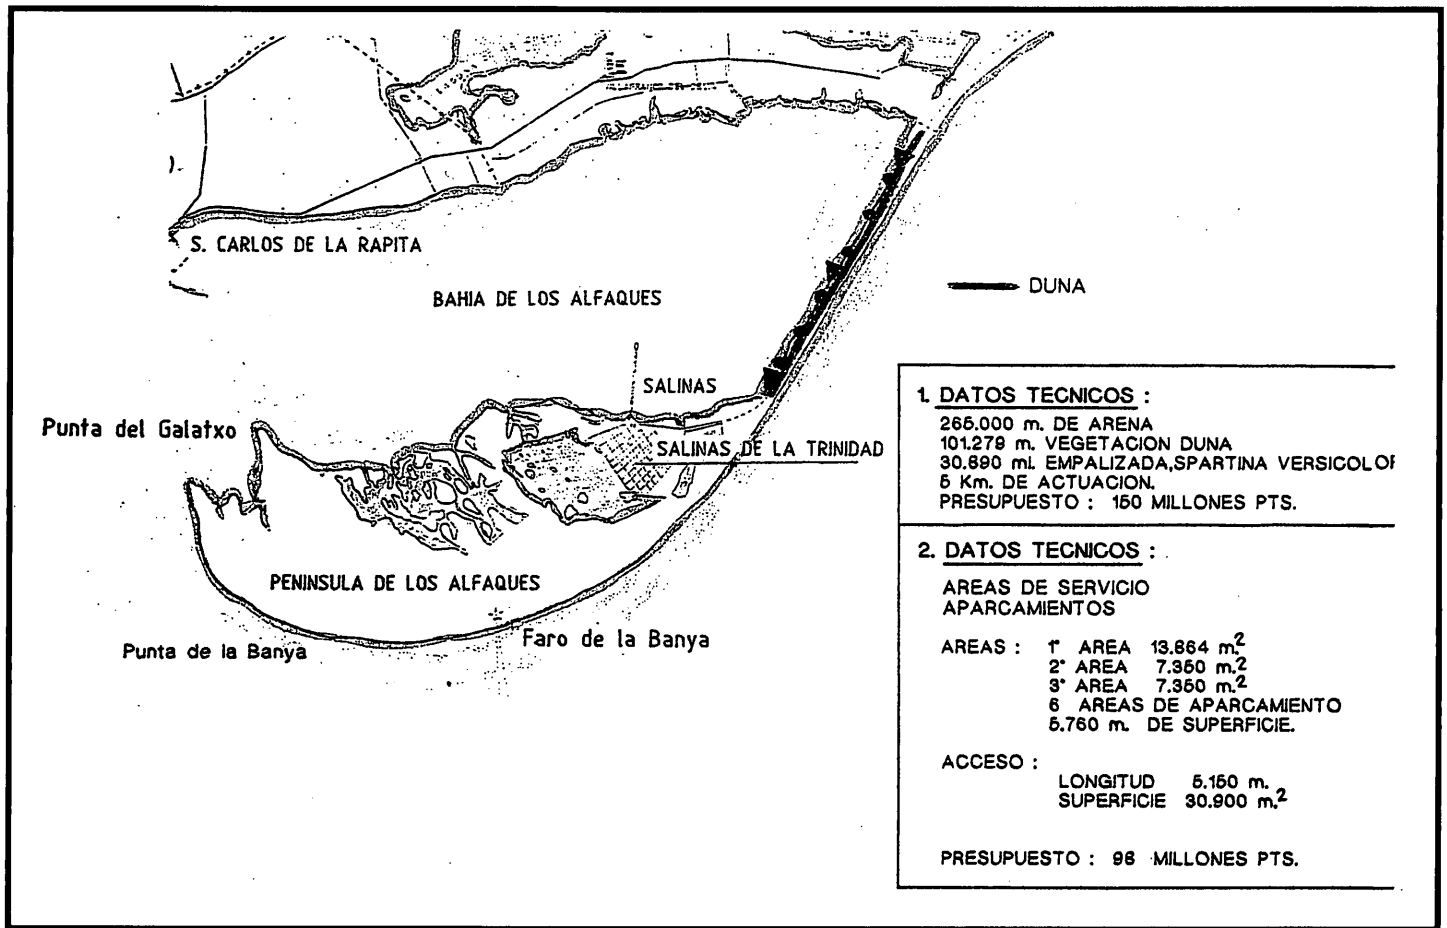 S. CARLOS DE LA RAPITA
BAHIA DE LOS ALFAQUES
DUNA
SALINAS
Punta del Galatxo
SALINAS DE LA TRINIDAD
PENINSULA DE LOS ALFAQUES
Faro de la Banya
Punta de la Banya
1. DATOS TECNICOS :
265.000 m. DE ARENA
101.279 m. VEGETACION DUNA
30.690 ml. EMPALIZADA,SPARTINA VERSICOLOR
5 Km. DE ACTUACION.
PRESUPUESTO : 150 MILLONES PTS.
2. DATOS TECNICOS :
AREAS DE SERVICIO
APARCAMIENTOS
AREAS : 1ª AREA 13.864 m.²
2ª AREA 7.350 m.²
3ª AREA 7.350 m.²
6 AREAS DE APARCAMIENTO
5.760 m. DE SUPERFICIE.
ACCESO :
LONGITUD 5.150 m.
SUPERFICIE 30.900 m.²
PRESUPUESTO : 96 MILLONES PTS.